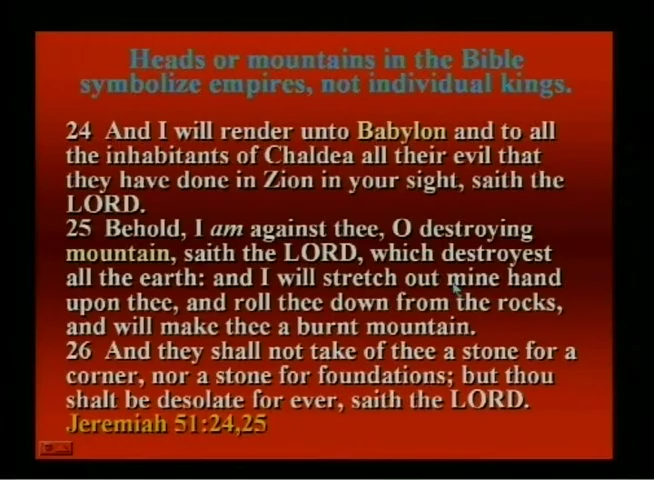 Heads or mountains in the Bible
symbolize empires, not individual kings.
24 And I will render unto Babylon and to all
the inhabitants of Chaldea all their evil that
they have done in Zion in your sight, saith the
LORD.
25 Behold, I am against thee, O destroying
mountain, saith the LORD, which destroyest
all the earth: and I will stretch out mine hand
upon thee, and roll thee down from the rocks,
and will make thee a burnt mountain.
26 And they shall not take of thee a stone for a
corner, nor a stone for foundations; but thou
shalt be desolate for ever, saith the LORD.
Jeremiah 51:24,25